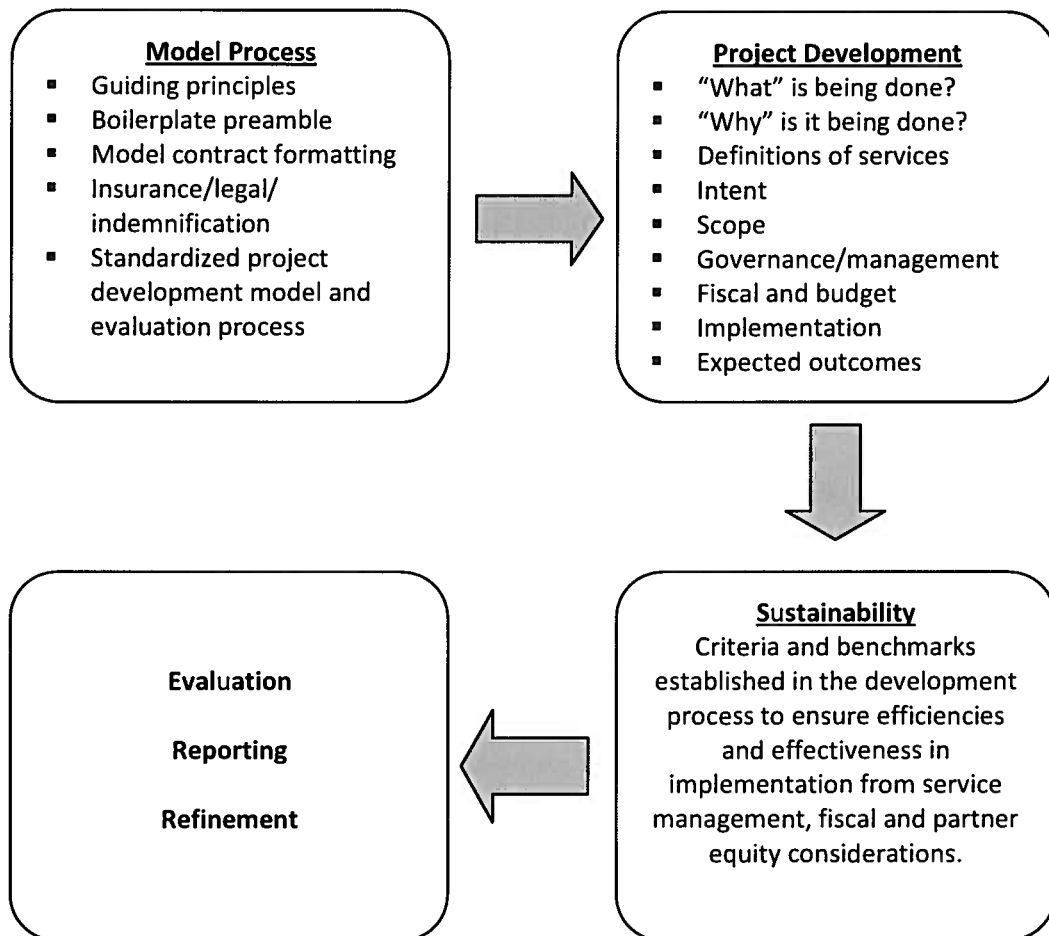 Model Process
▪ Guiding principles
▪ Boilerplate preamble
▪ Model contract formatting
▪ Insurance/legal/
indemnification
▪ Standardized project
development model and
evaluation process
Project Development
▪ “What” is being done?
▪ “Why” is it being done?
▪ Definitions of services
▪ Intent
▪ Scope
▪ Governance/management
▪ Fiscal and budget
▪ Implementation
▪ Expected outcomes
Sustainability
Criteria and benchmarks
established in the development
process to ensure efficiencies
and effectiveness in
implementation from service
management, fiscal and partner
equity considerations.
Evaluation
Reporting
Refinement